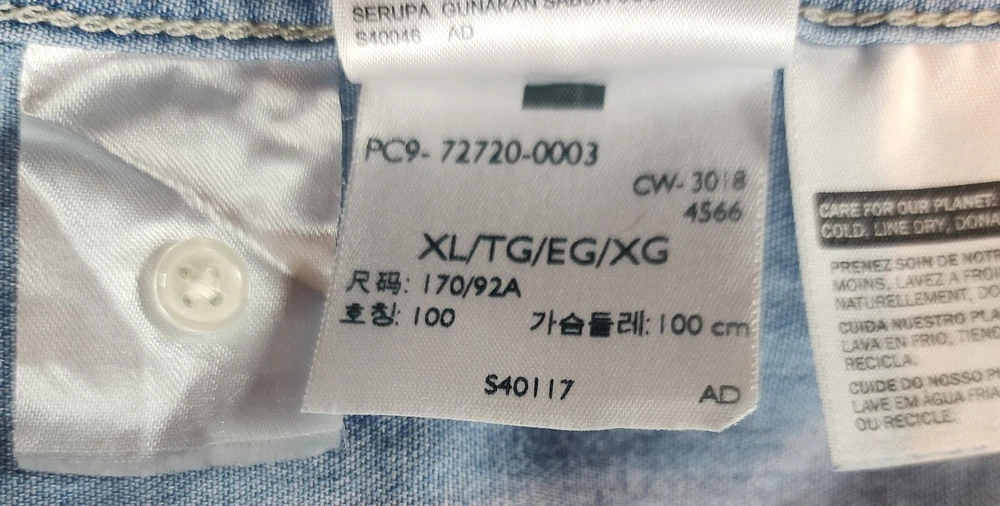 SERUPA. GUNAKAN SABUN
S40046 AD
PC9- 72720-0003
CW- 3018
4566
XL/TG/EG/XG
尺码: 170/92A
호칭: 100 가슴둘레: 100 cm
S40117 AD
CARE FOR OUR PLANET:
COLD, LINE DRY, DONA
PRENEZ SOIN DE NOTR
MOINS, LAVEZ A FROI
NATURELLEMENT, DO
CUIDA NUESTRO PLA
LAVA EN FRIO, TIEND
RECICLA.
CUIDE DO NOSSO P
LAVE EM ÁGUA FRIA
OU RECICLE.